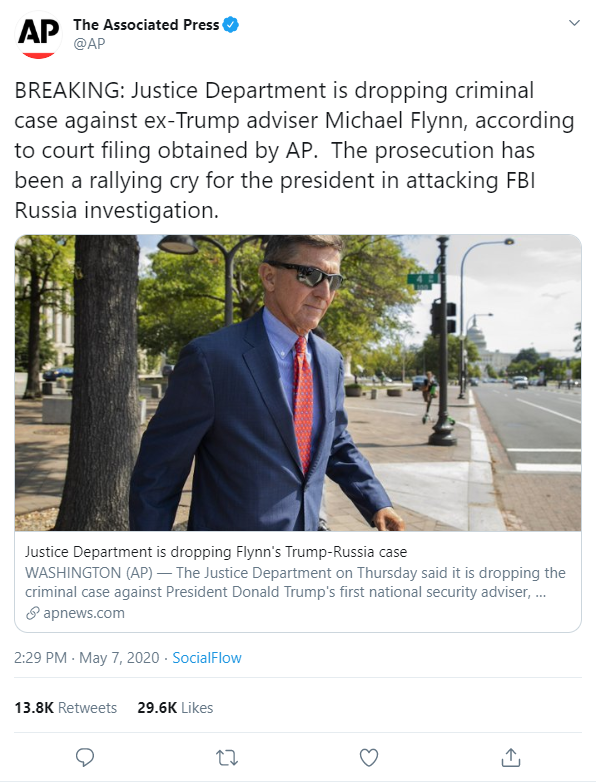 AP
The Associated Press
@AP
BREAKING: Justice Department is dropping criminal
case against ex-Trump adviser Michael Flynn, according
to court filing obtained by AP.  The prosecution has
been a rallying cry for the president in attacking FBI
Russia investigation.
Justice Department is dropping Flynn's Trump-Russia case
WASHINGTON (AP) — The Justice Department on Thursday said it is dropping the
criminal case against President Donald Trump's first national security adviser, ...
apnews.com
2:29 PM · May 7, 2020 · SocialFlow
13.8K Retweets 29.6K Likes